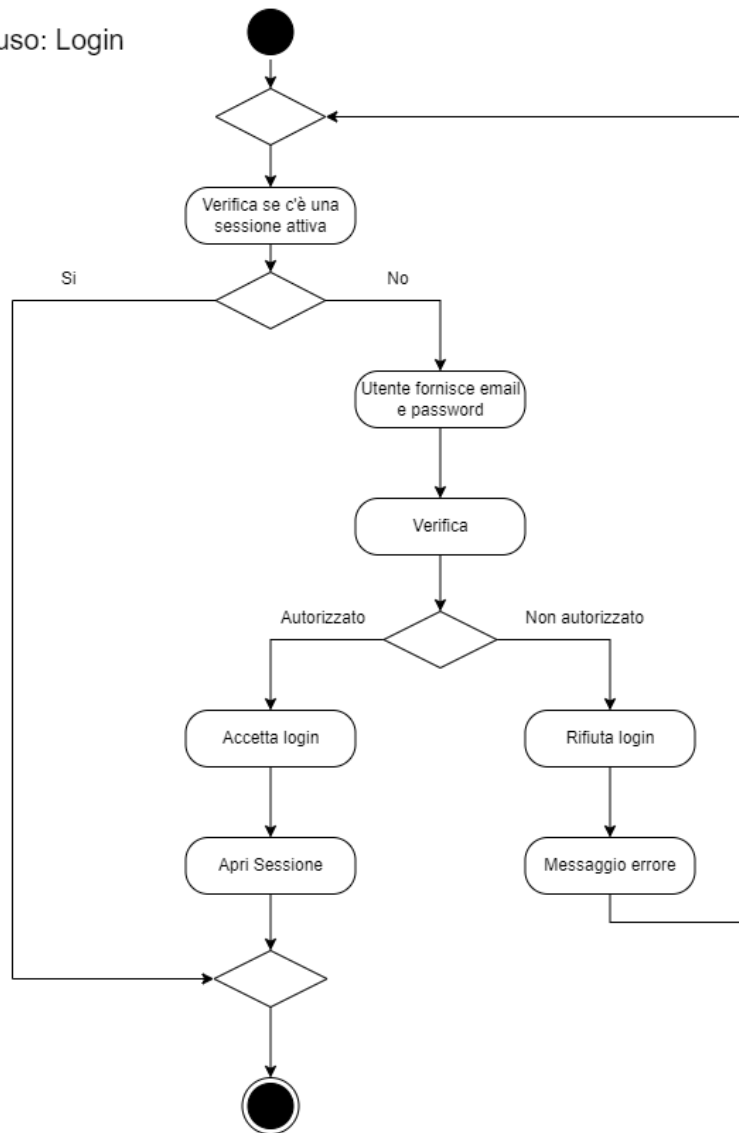 uso: Login
Verifica se c'è una
sessione attiva
Si
No
Utente fornisce email
e password
Verifica
Autorizzato
Non autorizzato
Accetta login
Rifiuta login
Apri Sessione
Messaggio errore